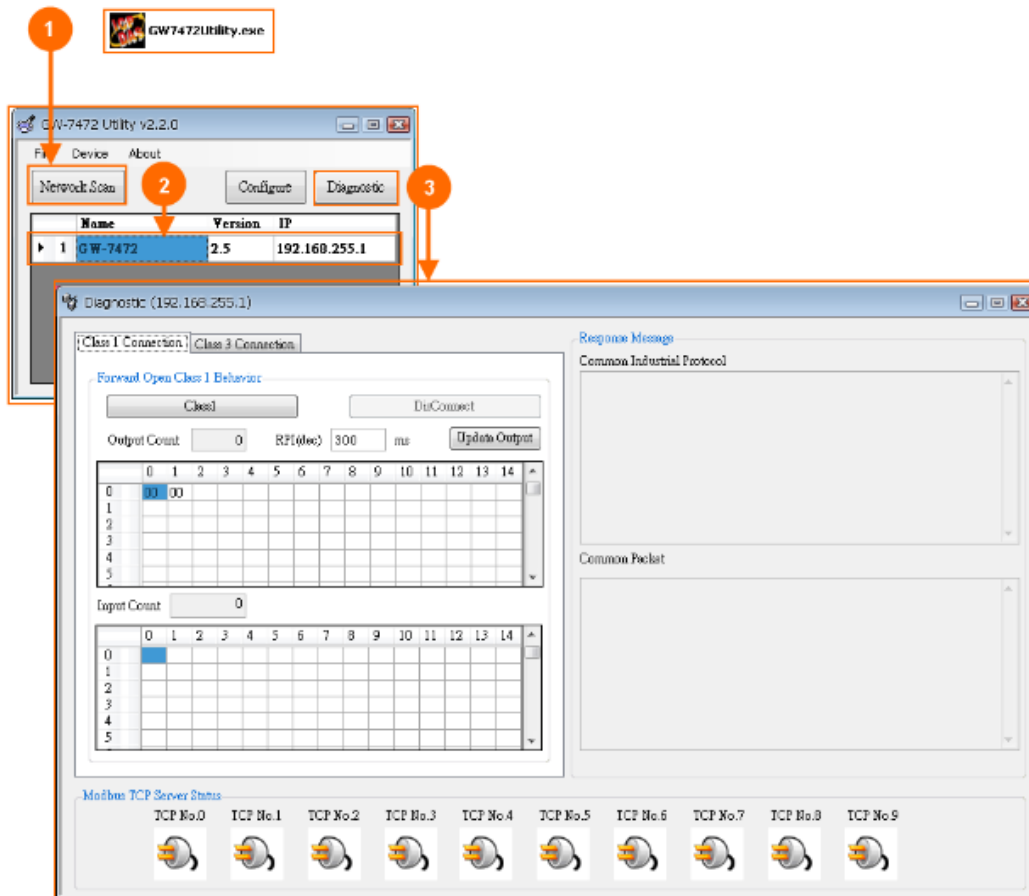 1
GW7472Utility.exe
GW-7472 Utility v2.2.0
Device About
2
3
Network Scan Configure Diagnostic
Name Version IP
1 GW-7472 2.5 192.168.255.1
Diagnostic (192.168.255.1)
Class 1 Connection Class 3 Connection
Response Message
Common Industrial Protocol
Forward Open Class 1 Behavior
Class1 DisConnect
Output Count 0 RPI(dec) 300 ms Update Output
0 1 2 3 4 5 6 7 8 9 10 11 12 13 14
0 00 00
1
2
3
4
5
Common Packet
Input Count 0
0 1 2 3 4 5 6 7 8 9 10 11 12 13 14
0
1
2
3
4
5
Modbus TCP Server Status
TCP No.0 TCP No.1 TCP No.2 TCP No.3 TCP No.4 TCP No.5 TCP No.6 TCP No.7 TCP No.8 TCP No.9